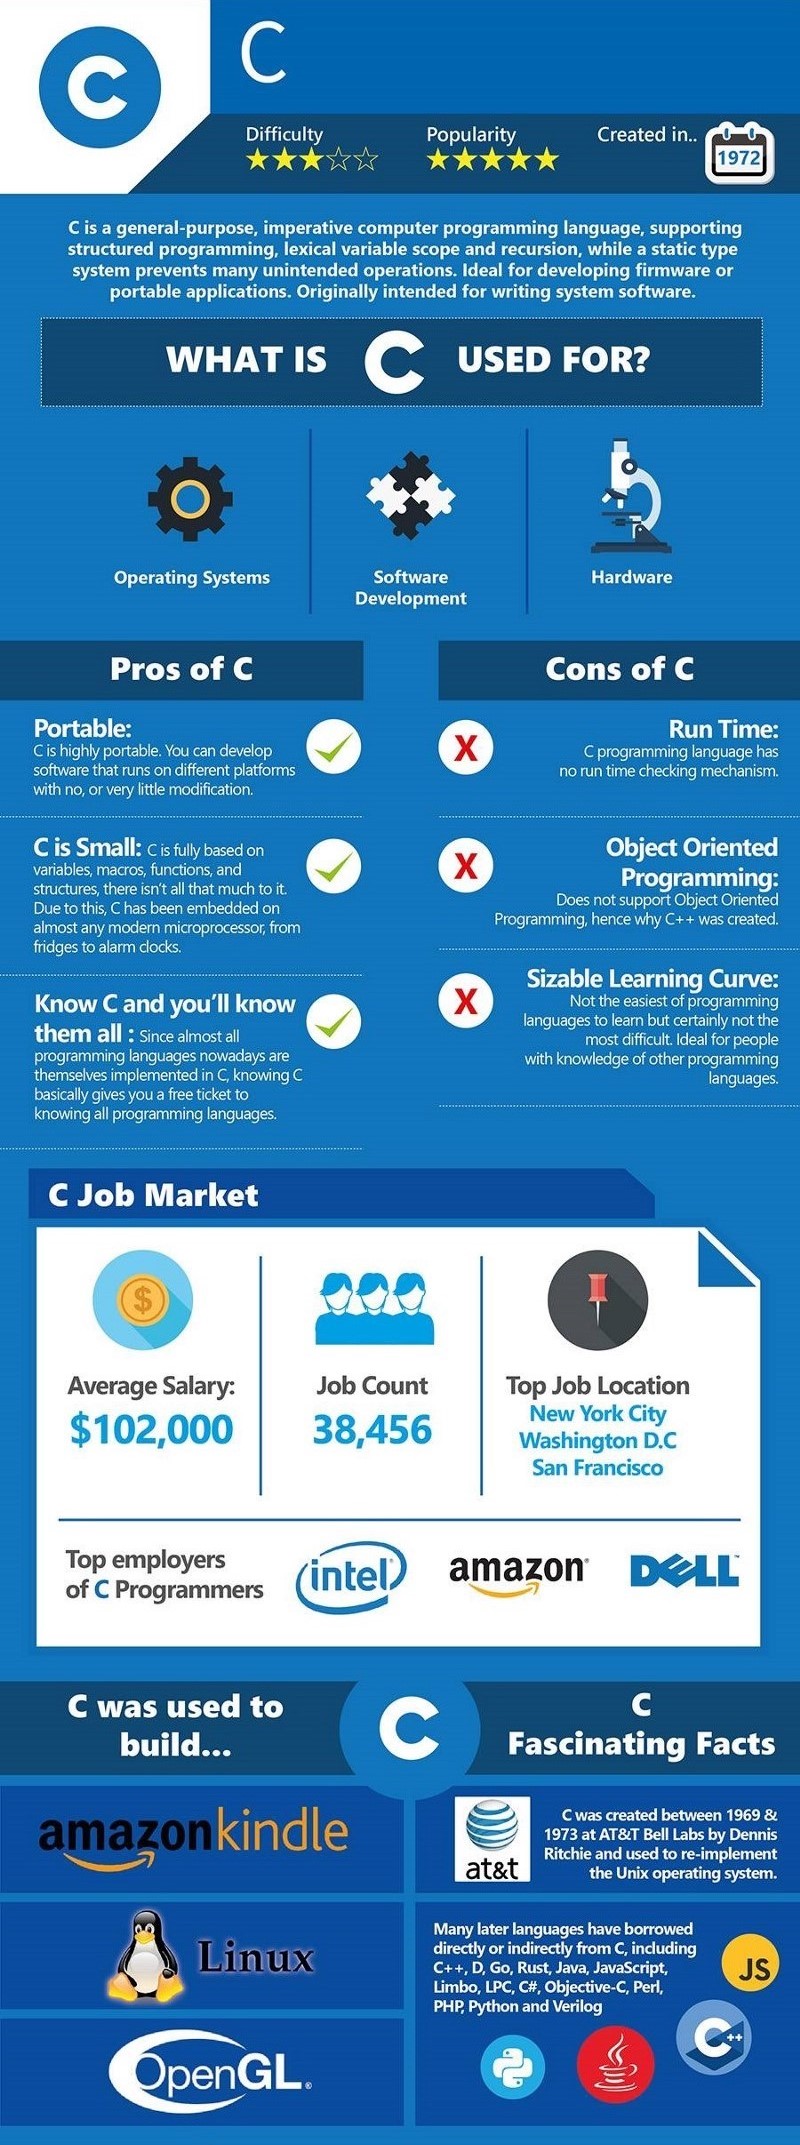 C
C
Difficulty
Popularity
Created in..
1972
C is a general-purpose, imperative computer programming language, supporting
structured programming, lexical variable scope and recursion, while a static type
system prevents many unintended operations. Ideal for developing firmware or
portable applications. Originally intended for writing system software.
WHAT IS C USED FOR?
Operating Systems
Software
Development
Hardware
Pros of C
Portable:
C is highly portable. You can develop
software that runs on different platforms
with no, or very little modification.
C is Small: C is fully based on
variables, macros, functions, and
structures, there isn't all that much to it.
Due to this, C has been embedded on
almost any modern microprocessor, from
fridges to alarm clocks.
Know C and you'll know
them all : Since almost all
programming languages nowadays are
themselves implemented in C, knowing C
basically gives you a free ticket to
knowing all programming languages.
Cons of C
X
Run Time:
C programming language has
no run time checking mechanism.
X
Object Oriented
Programming:
Does not support Object Oriented
Programming, hence why C++ was created.
X
Sizable Learning Curve:
Not the easiest of programming
languages to learn but certainly not the
most difficult. Ideal for people
with knowledge of other programming
languages.
C Job Market
$
Average Salary:
$102,000
Job Count
38,456
Top Job Location
New York City
Washington D.C
San Francisco
Top employers
of C Programmers
intel®
amazon®
DELL™
C was used to
build...
C
C
Fascinating Facts
amazonkindle
Linux
OpenGL®
at&t
C was created between 1969 &
1973 at AT&T Bell Labs by Dennis
Ritchie and used to re-implement
the Unix operating system.
Many later languages have borrowed
directly or indirectly from C, including
C++, D, Go, Rust, Java, JavaScript,
Limbo, LPC, C#, Objective-C, Perl,
PHP, Python and Verilog
JS
C++